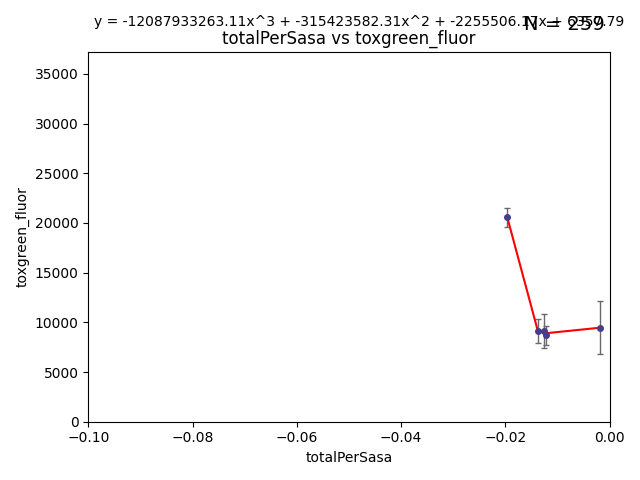 y = -12087933263.11x^3 + -315423582.31x^2 + -2255506.
N = 259
totalPerSasa vs toxgreen_fluor
35000
30000
25000
20000
15000
10000
5000
0
toxgreen_fluor
−0.10
−0.08
−0.06
−0.04
−0.02
0.00
totalPerSasa